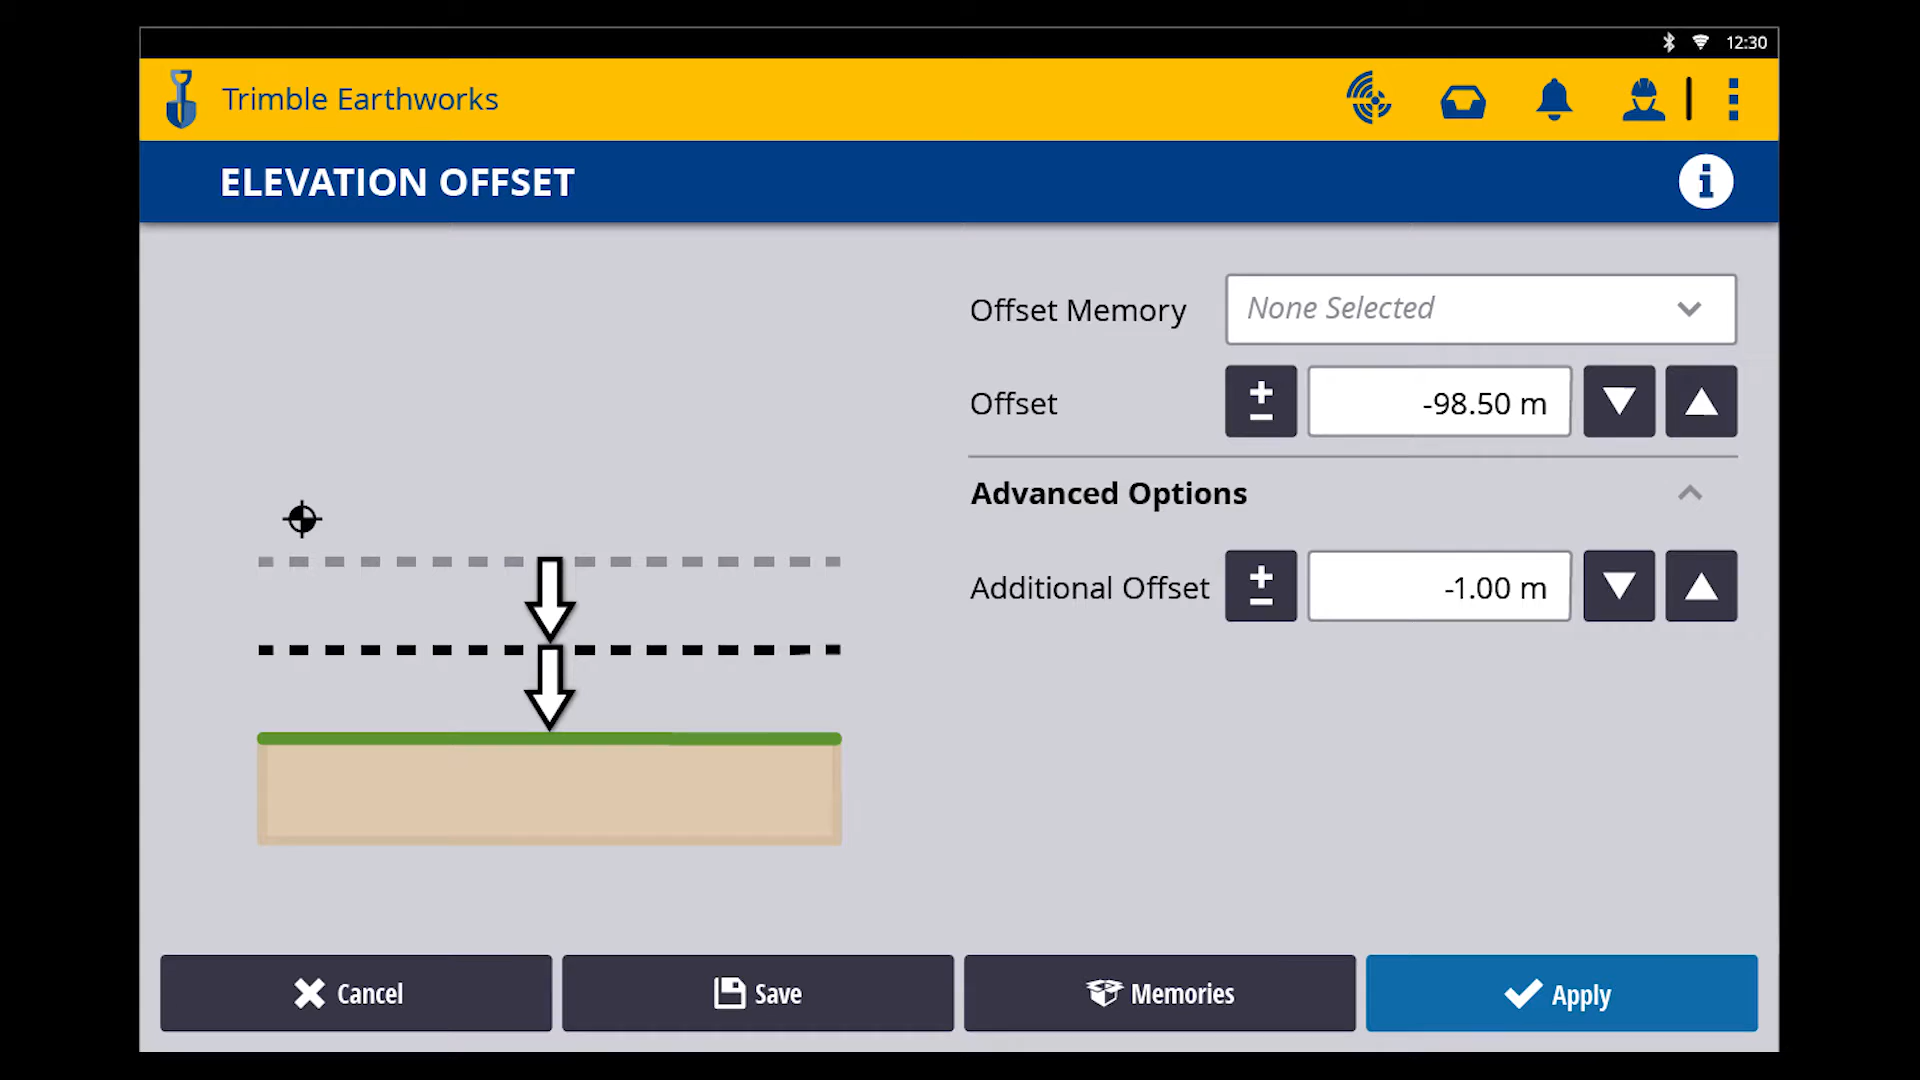 12:30
Trimble Earthworks
ELEVATION OFFSET
Offset Memory
None Selected
Offset
-98.50 m
Advanced Options
Additional Offset
-1.00 m
Cancel
Save
Memories
Apply